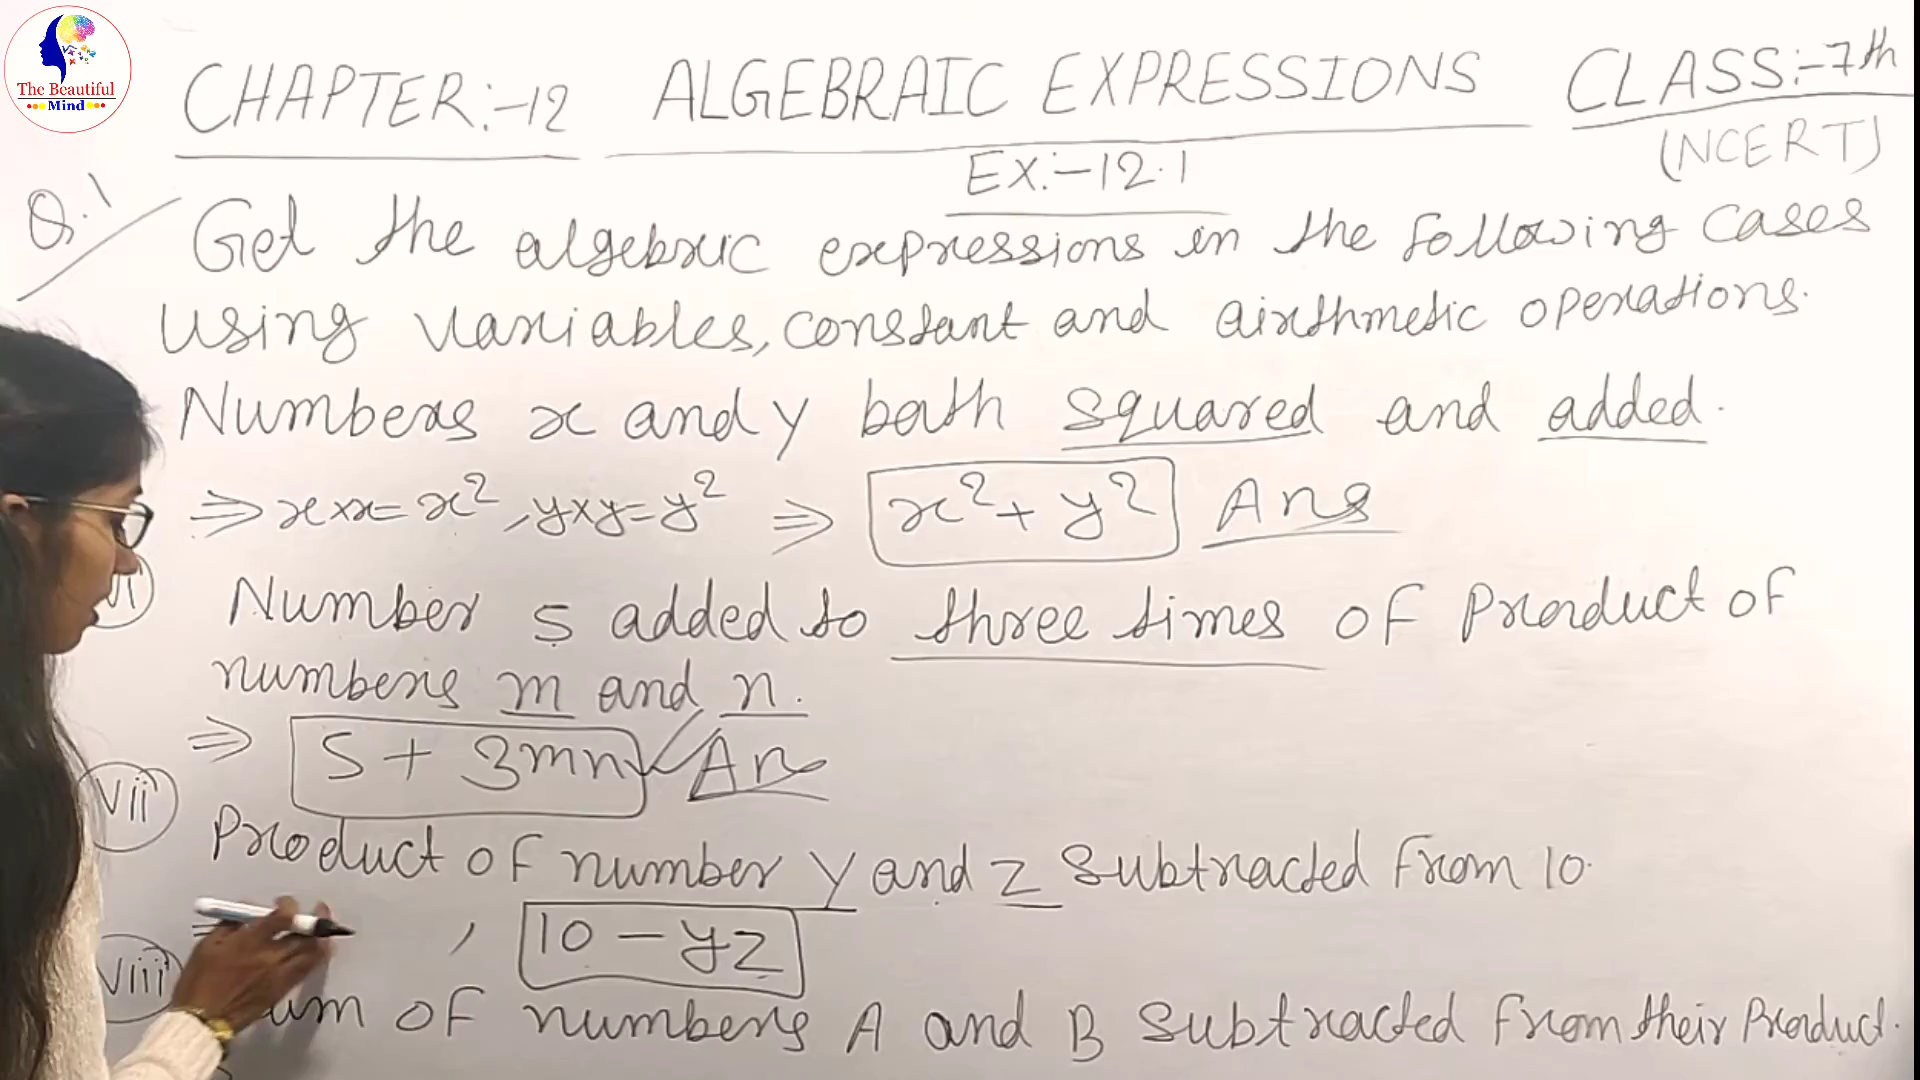 The Beautiful
Mind
CHAPTER:-12 ALGEBRAIC EXPRESSIONS CLASS:-7th
(NCERT)
EX:-12.1
Q.1 Get the algebric expressions in the following cases
using variables, constant and airthmetic operations.
Numbers x and y both squared and added.
⇒ x×x=x², y×y=y² ⇒ x²+y² Ans
vi Number 5 added to three times of Product of
numbers m and n.
⇒ 5 + 3mn Ans
vii Product of number y and z subtracted from 10.
, 10 - yz
viii of numbers A and B subtracted from their Product.